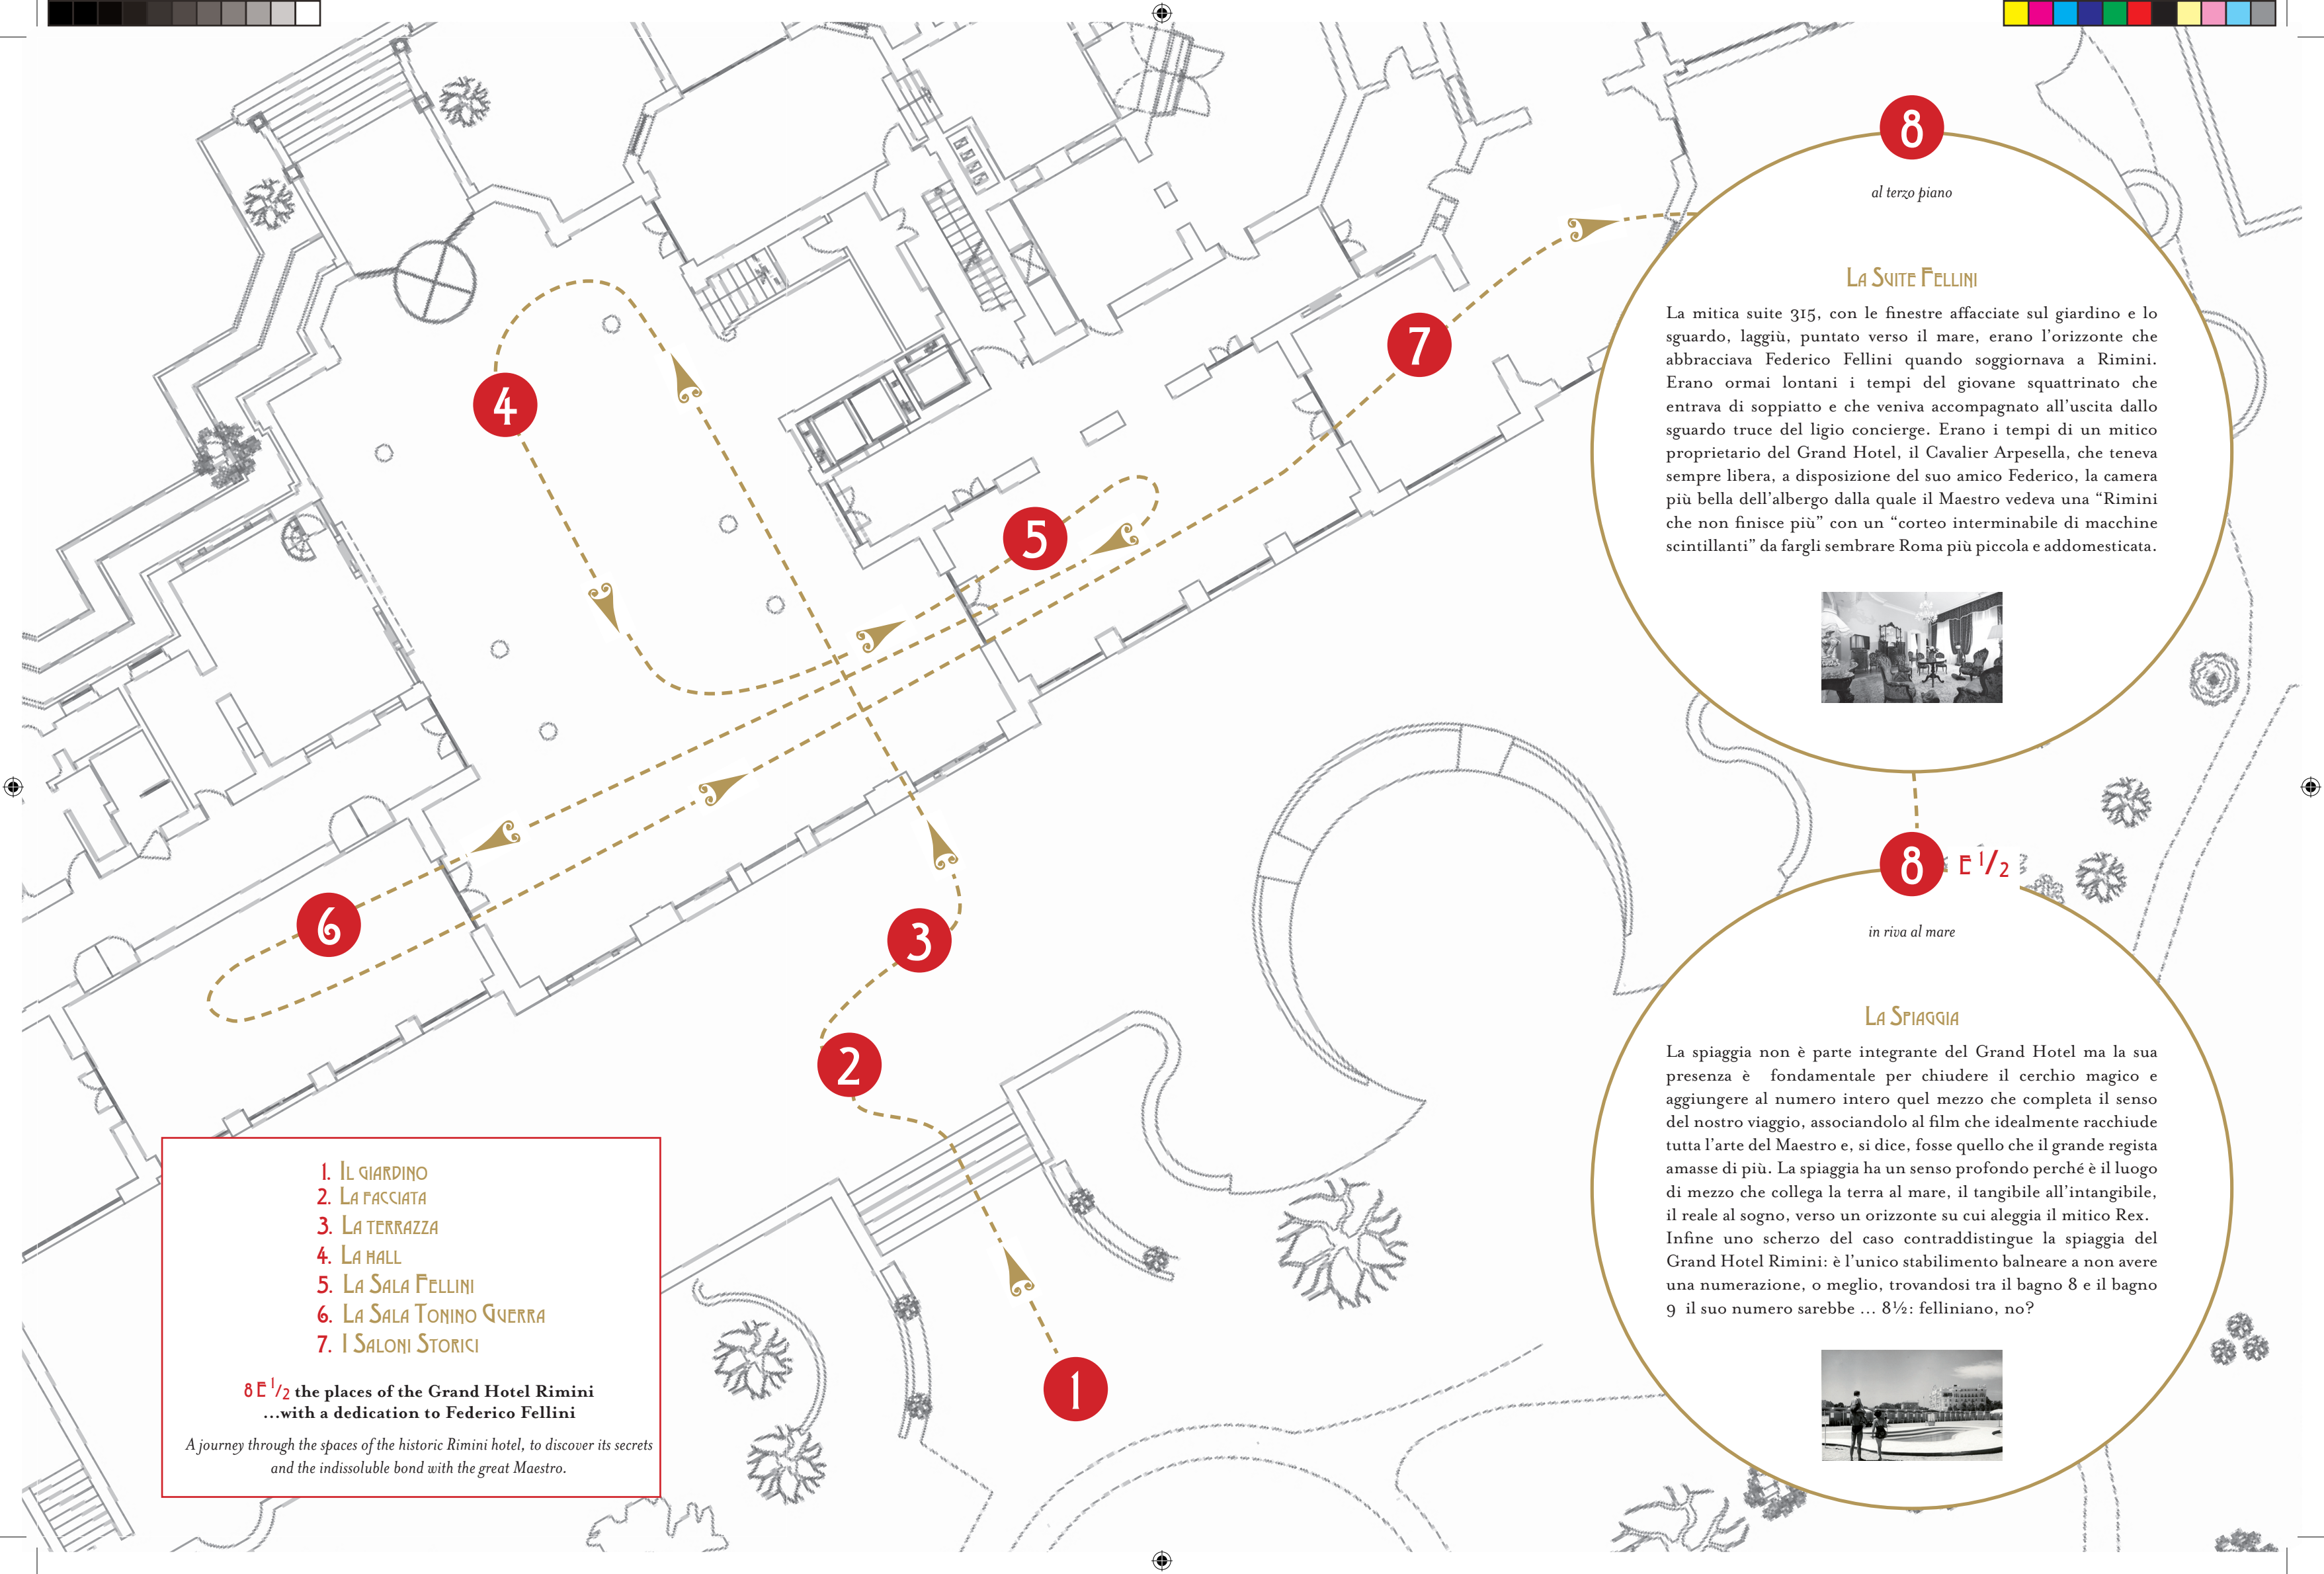 8
al terzo piano
La Suite Fellini
La mitica suite 315, con le finestre affacciate sul giardino e lo
sguardo, laggiù, puntato verso il mare, erano l'orizzonte che
abbracciava Federico Fellini quando soggiornava a Rimini.
Erano ormai lontani i tempi del giovane squattrinato che
entrava di soppiatto e che veniva accompagnato all'uscita dallo
sguardo truce del ligio concierge. Erano i tempi di un mitico
proprietario del Grand Hotel, il Cavalier Arpesella, che teneva
sempre libera, a disposizione del suo amico Federico, la camera
più bella dell'albergo dalla quale il Maestro vedeva una “Rimini
che non finisce più” con un “corteo interminabile di macchine
scintillanti” da fargli sembrare Roma più piccola e addomesticata.
7
4
5
6
3
2
1
8 E 1/2
in riva al mare
La Spiaggia
La spiaggia non è parte integrante del Grand Hotel ma la sua
presenza è fondamentale per chiudere il cerchio magico e
aggiungere al numero intero quel mezzo che completa il senso
del nostro viaggio, associandolo al film che idealmente racchiude
tutta l'arte del Maestro e, si dice, fosse quello che il grande regista
amasse di più. La spiaggia ha un senso profondo perché è il luogo
di mezzo che collega la terra al mare, il tangibile all'intangibile,
il reale al sogno, verso un orizzonte su cui aleggia il mitico Rex.
Infine uno scherzo del caso contraddistingue la spiaggia del
Grand Hotel Rimini: è l'unico stabilimento balneare a non avere
una numerazione, o meglio, trovandosi tra il bagno 8 e il bagno
9 il suo numero sarebbe … 8½: felliniano, no?
1. Il giardino
2. La facciata
3. La terrazza
4. La hall
5. La Sala Fellini
6. La Sala Tonino Guerra
7. I Saloni Storici
8 E 1/2 the places of the Grand Hotel Rimini
…with a dedication to Federico Fellini
A journey through the spaces of the historic Rimini hotel, to discover its secrets
and the indissoluble bond with the great Maestro.